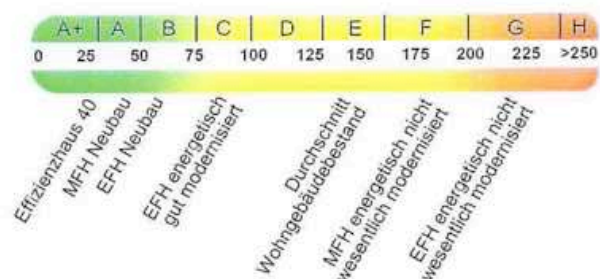 A+ A B C D E F G H
0 25 50 75 100 125 150 175 200 225 >250
Effizienzhaus 40
MFH Neubau
EFH Neubau
EFH energetisch
gut modernisiert
Durchschnitt
Wohngebäudebestand
MFH energetisch nicht
wesentlich modernisiert
EFH energetisch nicht
wesentlich modernisiert